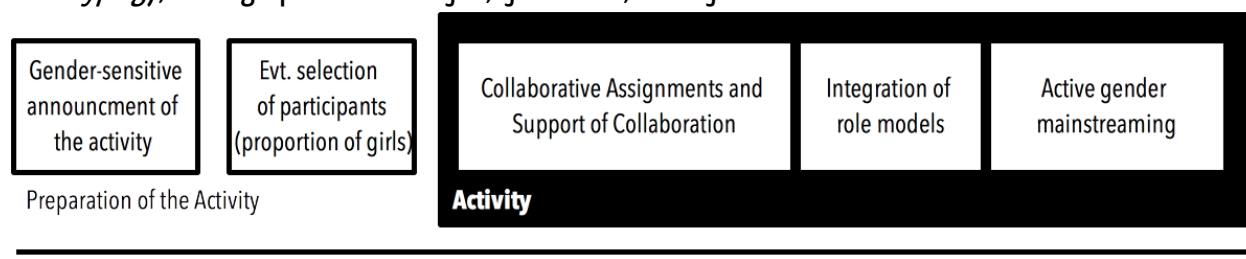 Gender-sensitive
announcment of
the activity
Evt. selection
of participants
(proportion of girls)
Collaborative Assignments and
Support of Collaboration
Integration of
role models
Active gender
mainstreaming
Preparation of the Activity
Activity